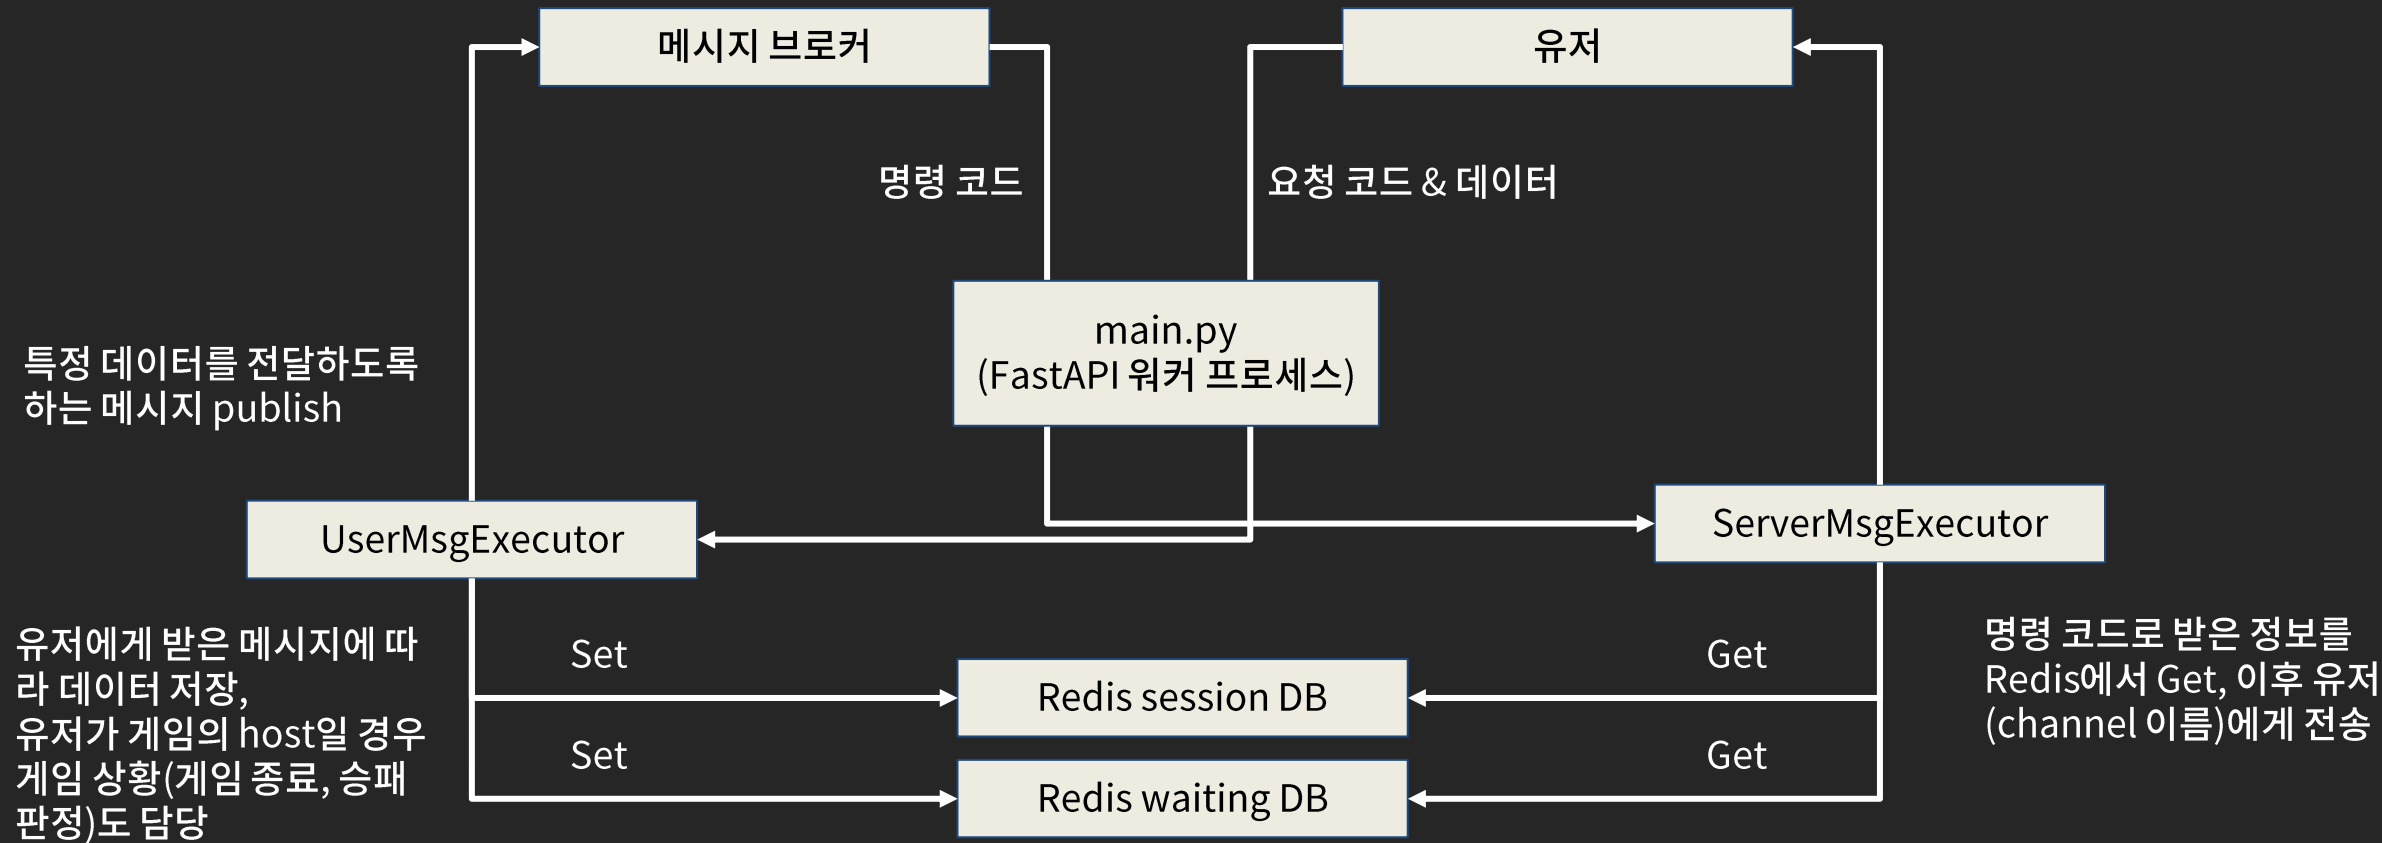 메시지 브로커
유저
명령 코드
요청 코드 & 데이터
main.py
(FastAPI 워커 프로세스)
특정 데이터를 전달하도록
하는 메시지 publish
UserMsgExecutor
ServerMsgExecutor
유저에게 받은 메시지에 따
라 데이터 저장,
유저가 게임의 host일 경우
게임 상황(게임 종료, 승패
판정)도 담당
Set
Get
명령 코드로 받은 정보를
Redis에서 Get, 이후 유저
(channel 이름)에게 전송
Redis session DB
Set
Get
Redis waiting DB